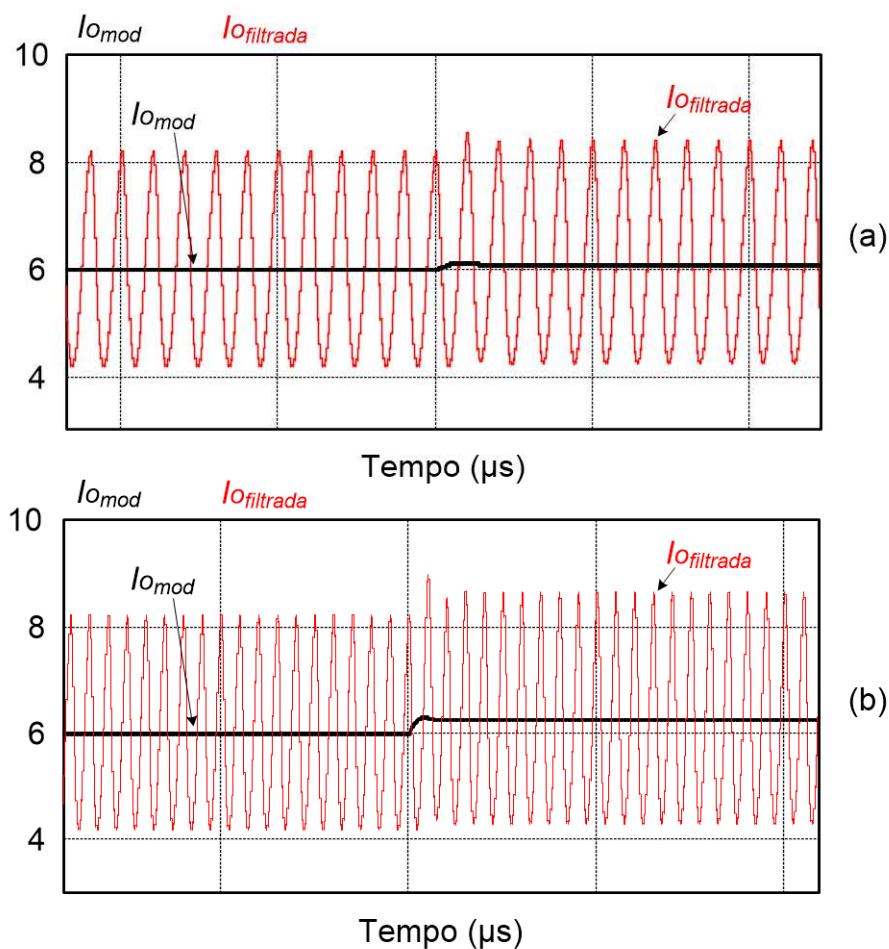 Io_mod Io_filtrada
10
Io_mod
Io_filtrada
8
6
(a)
4
Tempo (μs)
Io_mod Io_filtrada
10
Io_mod
Io_filtrada
8
(b)
6
4
Tempo (μs)